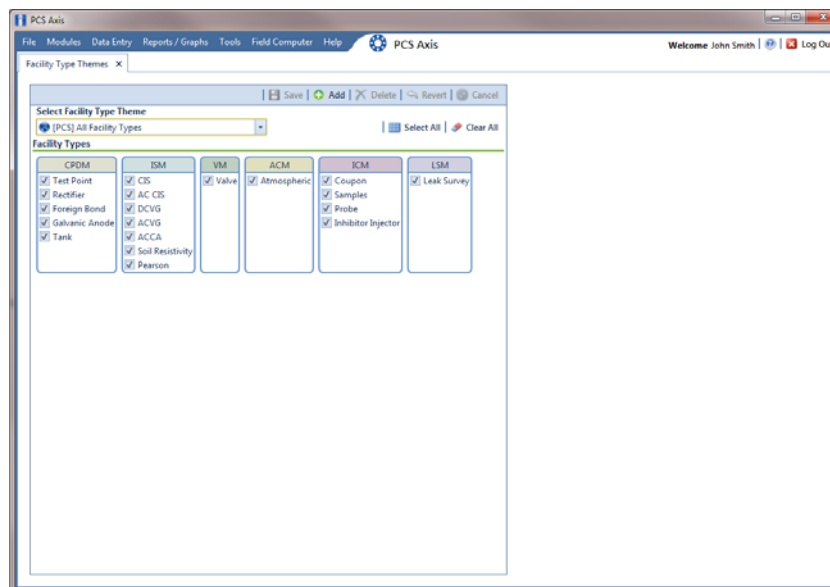 PCS Axis
File Modules Data Entry Reports / Graphs Tools Field Computer Help PCS Axis Welcome John Smith Log Ou
Facility Type Themes
Save Add Delete Revert Cancel
Select Facility Type Theme
[PCS] All Facility Types Select All Clear All
Facility Types
CPDM ISM VM ACM ICM LSM
Test Point CIS Valve Atmospheric Coupon Leak Survey
Rectifier AC CIS Samples
Foreign Bond DCVG Probe
Galvanic Anode ACVG Inhibitor Injector
Tank ACCA
Soil Resistivity
Pearson